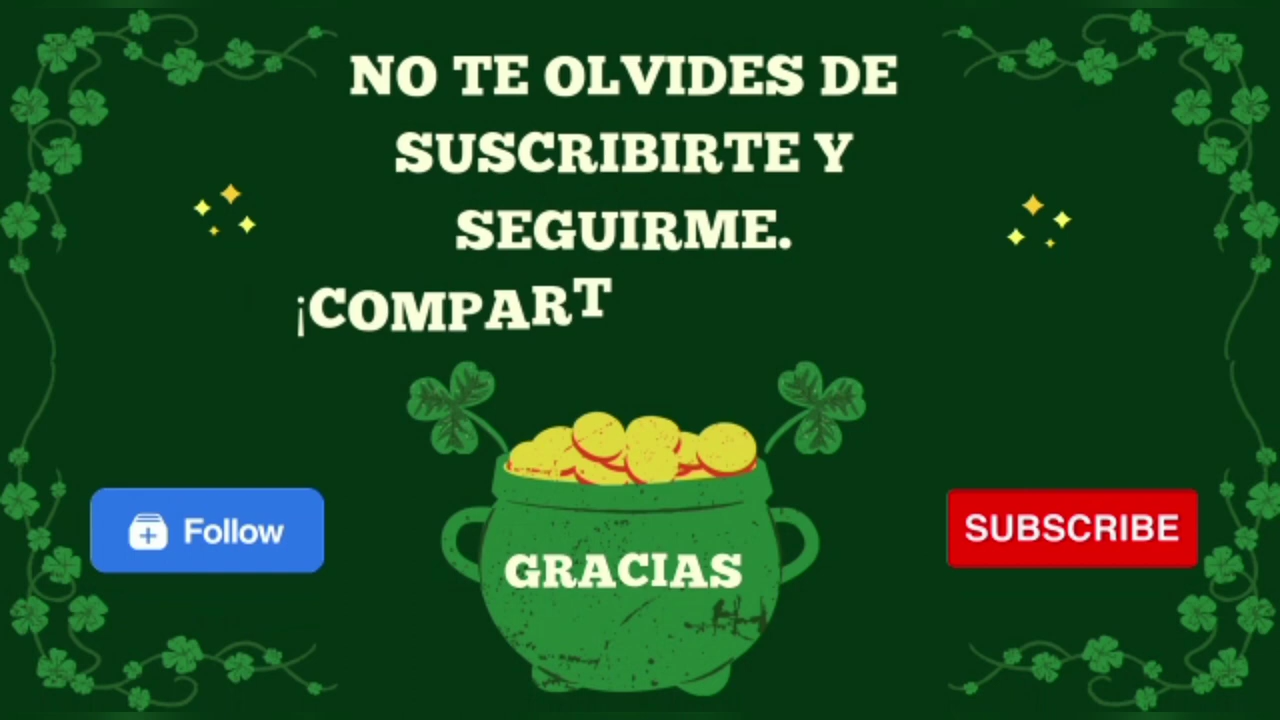 NO TE OLVIDES DE
SUSCRIBIRTE Y
SEGUIRME.
¡COMPART
GRACIAS
Follow
SUBSCRIBE